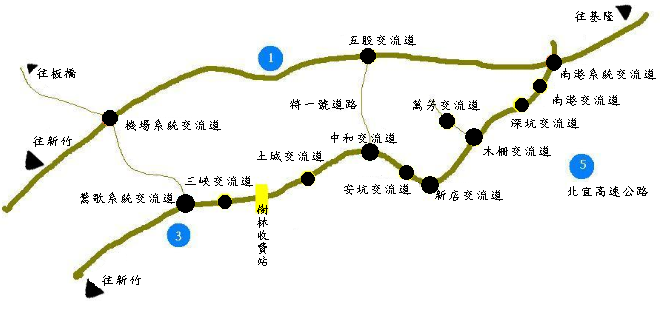 往基隆
五股交流道
1
往板橋
南港系統交流道
南港交流道
特一號道路
萬芳交流道
深坑交流道
機場系統交流道
往新竹
中和交流道
木柵交流道
土城交流道
5
三峽交流道
安坑交流道
新店交流道
北宜高速公路
鶯歌系統交流道
樹林收費站
3
往新竹